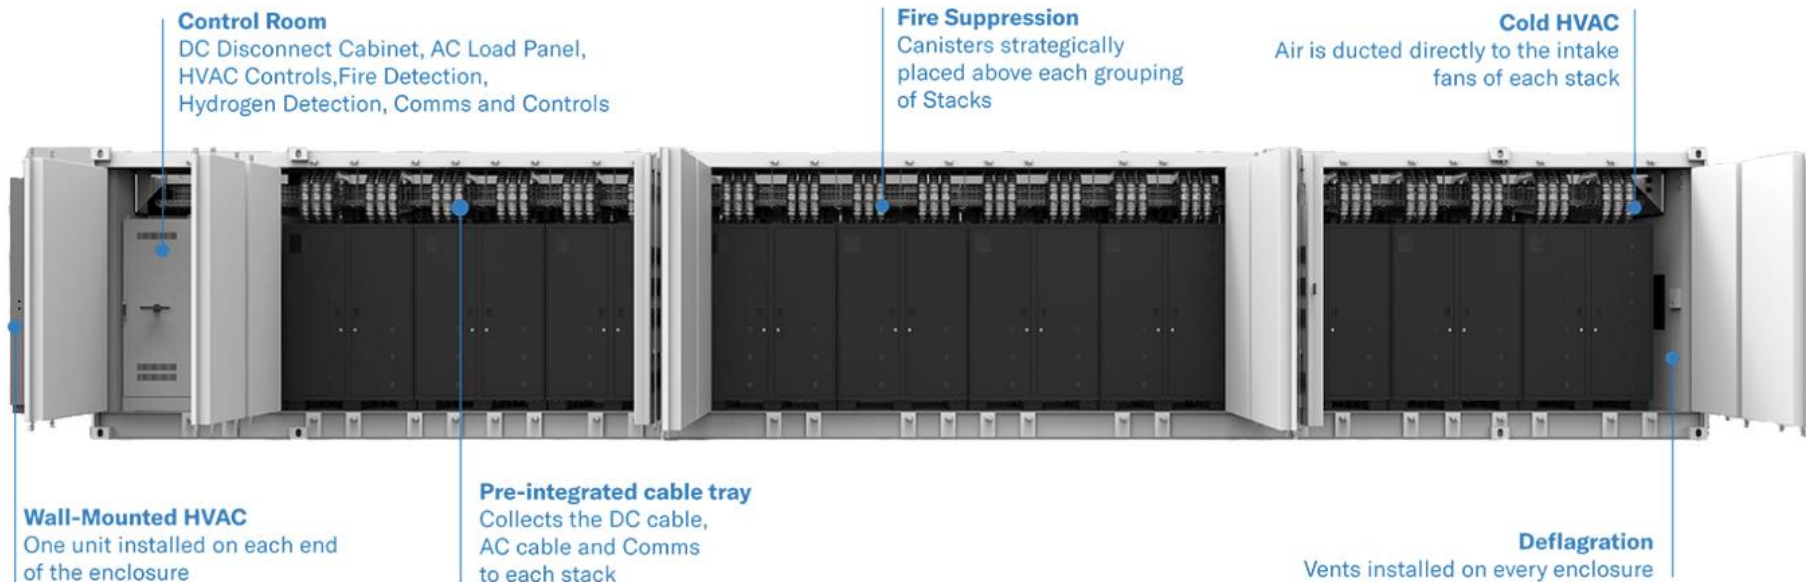 Control Room
DC Disconnect Cabinet, AC Load Panel,
HVAC Controls,Fire Detection,
Hydrogen Detection, Comms and Controls
Fire Suppression
Canisters strategically
placed above each grouping
of Stacks
Cold HVAC
Air is ducted directly to the intake
fans of each stack
Wall-Mounted HVAC
One unit installed on each end
of the enclosure
Pre-integrated cable tray
Collects the DC cable,
AC cable and Comms
to each stack
Deflagration
Vents installed on every enclosure